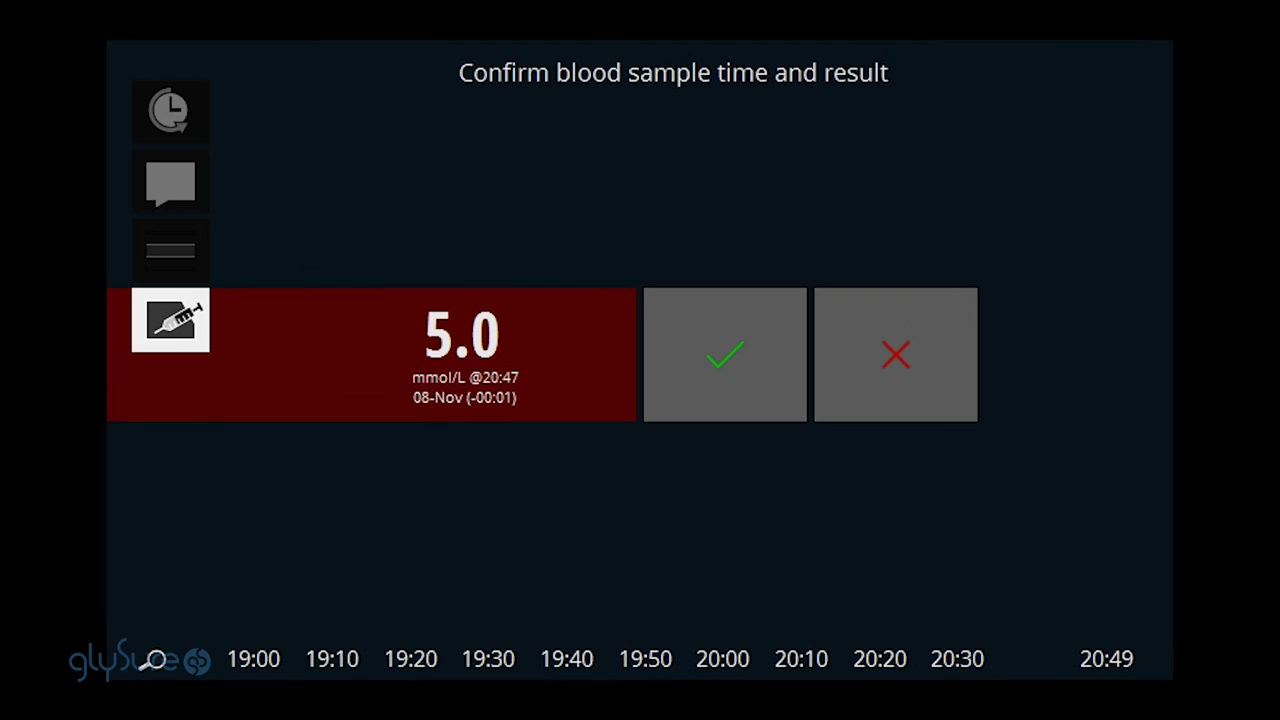 Confirm blood sample time and result
5.0
mmol/L @20:47
08-Nov (-00:01)
glySure
19:00 19:10 19:20 19:30 19:40 19:50 20:00 20:10 20:20 20:30 20:49